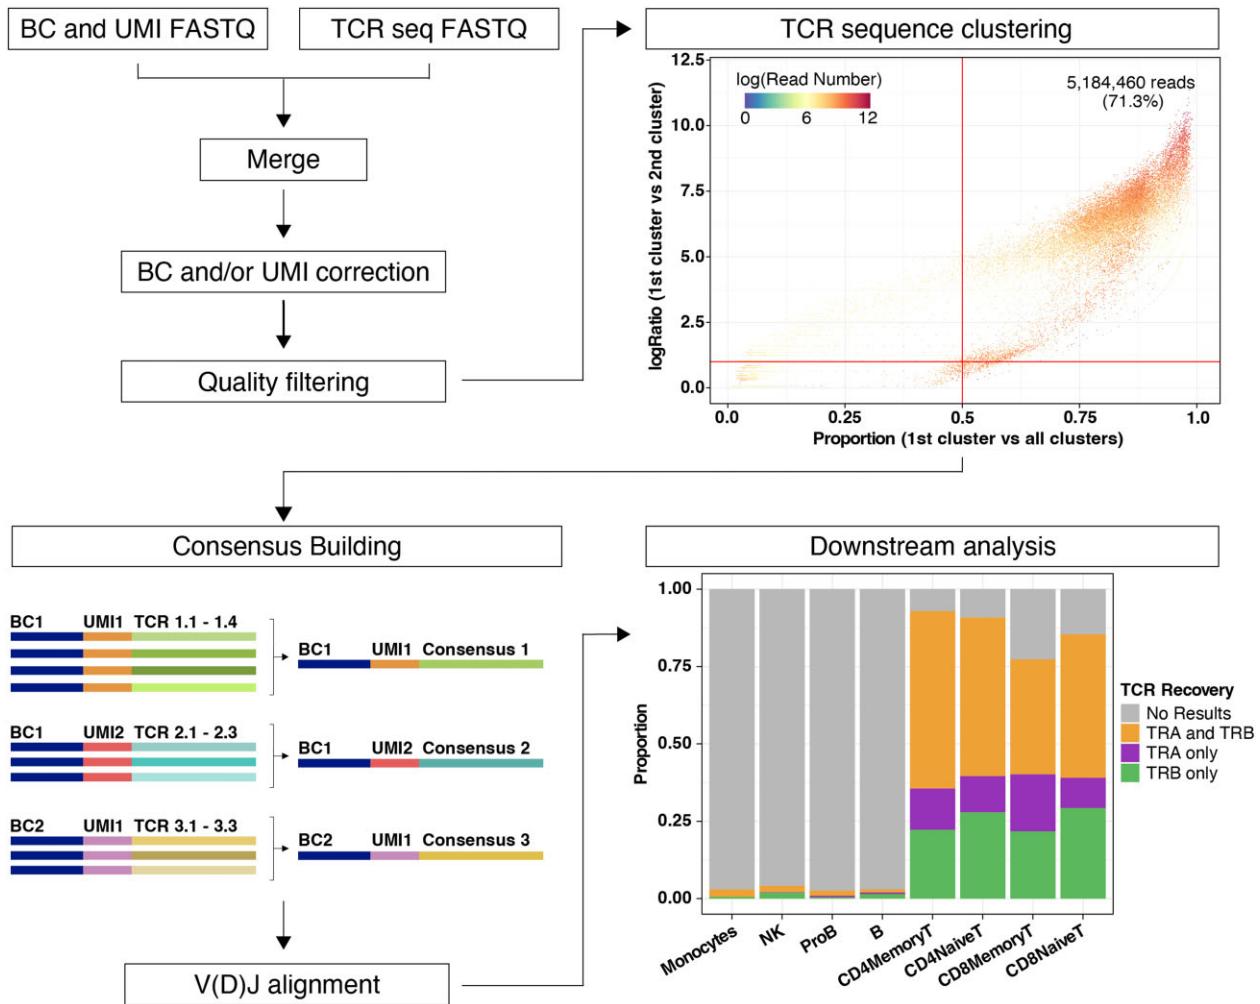 BC and UMI FASTQ
TCR seq FASTQ
Merge
BC and/or UMI correction
Quality filtering
TCR sequence clustering
12.5
10.0
7.5
5.0
2.5
0.0
logRatio (1st cluster vs 2nd cluster)
log(Read Number)
0 6 12
5,184,460 reads
(71.3%)
0.0 0.25 0.5 0.75 1.0
Proportion (1st cluster vs all clusters)
Consensus Building
BC1 UMI1 TCR 1.1 - 1.4
BC1 UMI1 Consensus 1
BC1 UMI2 TCR 2.1 - 2.3
BC1 UMI2 Consensus 2
BC2 UMI1 TCR 3.1 - 3.3
BC2 UMI1 Consensus 3
V(D)J alignment
Downstream analysis
1.00
0.75
0.50
0.25
0.00
Proportion
Monocytes
NK
ProB
B
CD4MemoryT
CD4NaiveT
CD8MemoryT
CD8NaiveT
TCR Recovery
No Results
TRA and TRB
TRA only
TRB only